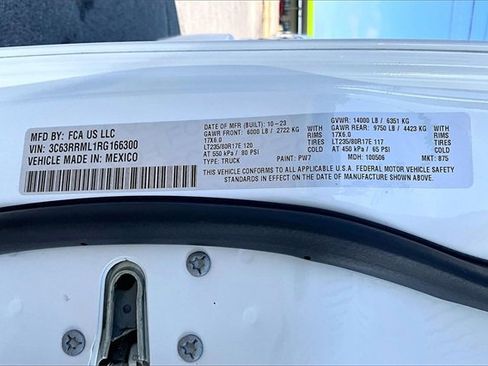 MFD BY: FCA US LLC
VIN: 3C63RRML1RG166300
VEHICLE MADE IN: MEXICO
DATE OF MFR (BUILT): 10-23
GAWR FRONT: 6000 LB / 2722 KG WITH
17X6.0 RIMS
LT235/80R17E 120 TIRES
AT 550 kPa / 80 PSI COLD
TYPE: TRUCK PAINT: PW7
GVWR: 14000 LB / 6351 KG
GAWR REAR: 9750 LB / 4423 KG WITH
17X6.0 RIMS
LT235/80R17E 117 TIRES
AT 450 kPa / 65 PSI COLD
MDH: 100506 MKT: 875
THIS VEHICLE CONFORMS TO ALL APPLICABLE U.S.A. FEDERAL MOTOR VEHICLE
SAFETY STANDARDS IN EFFECT ON THE DATE OF MANUFACTURE SHOWN ABOVE